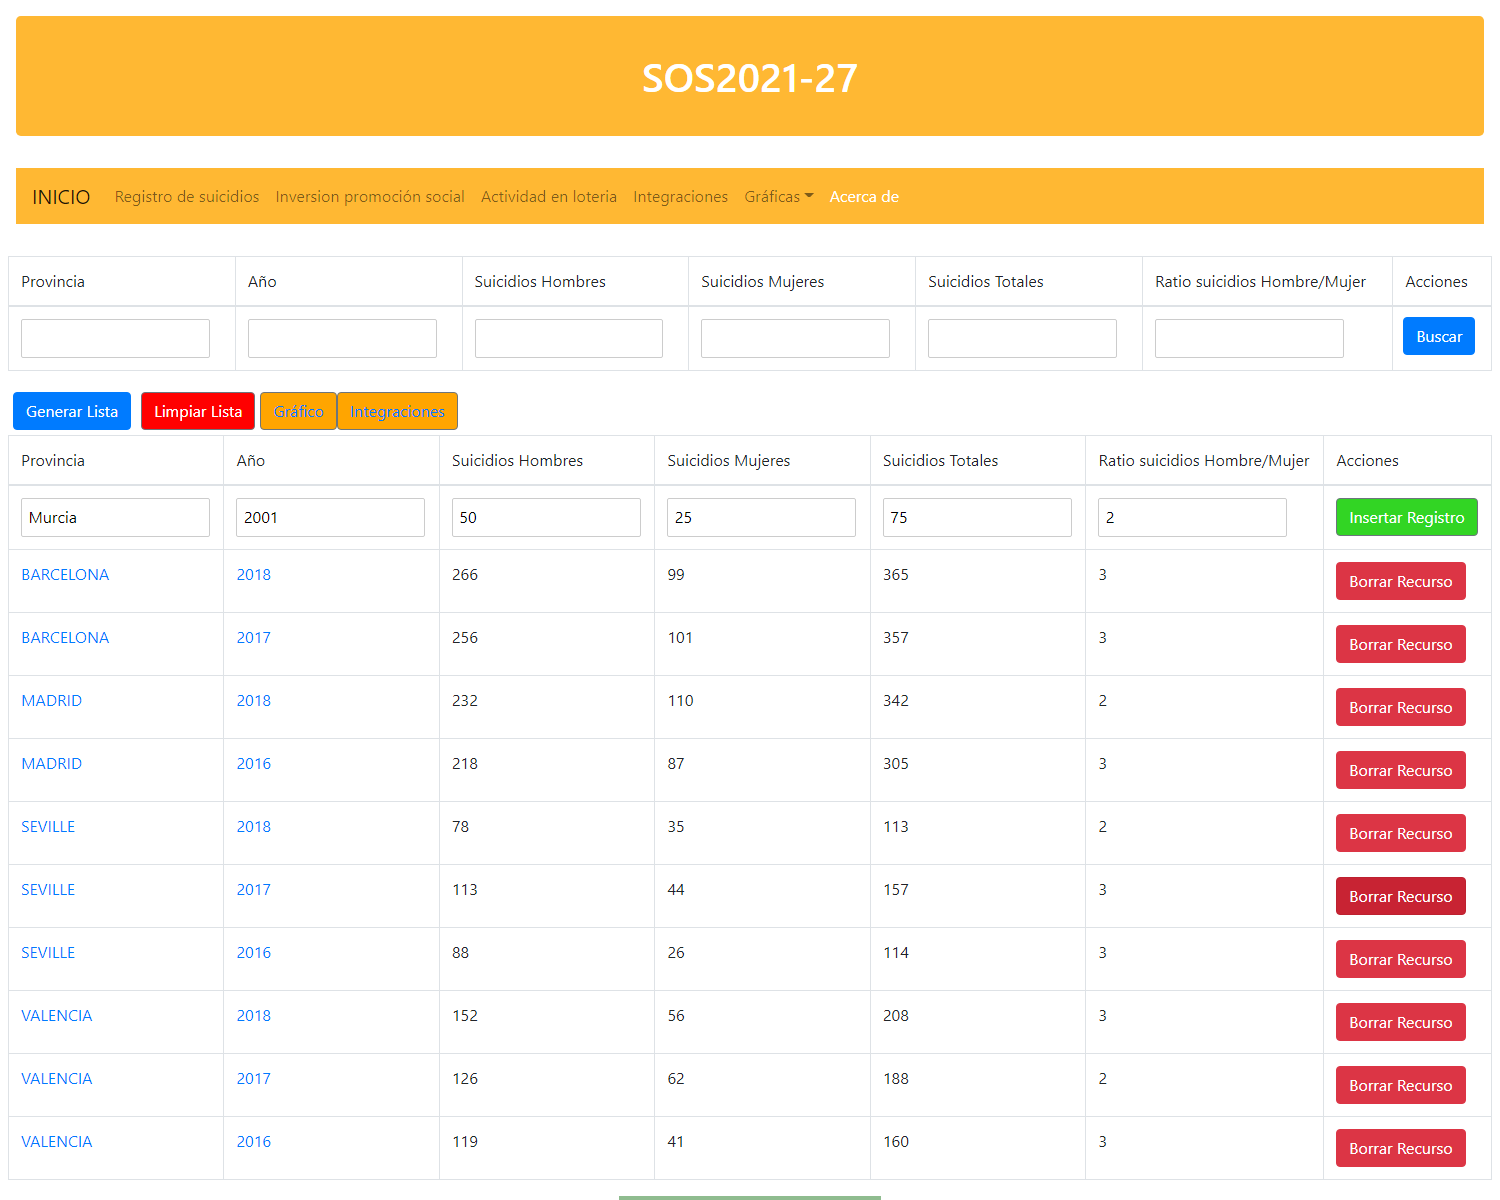 SOS2021-27
INICIO Registro de suicidios Inversion promoción social Actividad en loteria Integraciones Gráficas Acerca de
Provincia Año Suicidios Hombres Suicidios Mujeres Suicidios Totales Ratio suicidios Hombre/Mujer Acciones
Buscar
Generar Lista Limpiar Lista Gráfico Integraciones
Provincia Año Suicidios Hombres Suicidios Mujeres Suicidios Totales Ratio suicidios Hombre/Mujer Acciones
Murcia 2001 50 25 75 2 Insertar Registro
BARCELONA 2018 266 99 365 3 Borrar Recurso
BARCELONA 2017 256 101 357 3 Borrar Recurso
MADRID 2018 232 110 342 2 Borrar Recurso
MADRID 2016 218 87 305 3 Borrar Recurso
SEVILLE 2018 78 35 113 2 Borrar Recurso
SEVILLE 2017 113 44 157 3 Borrar Recurso
SEVILLE 2016 88 26 114 3 Borrar Recurso
VALENCIA 2018 152 56 208 3 Borrar Recurso
VALENCIA 2017 126 62 188 2 Borrar Recurso
VALENCIA 2016 119 41 160 3 Borrar Recurso